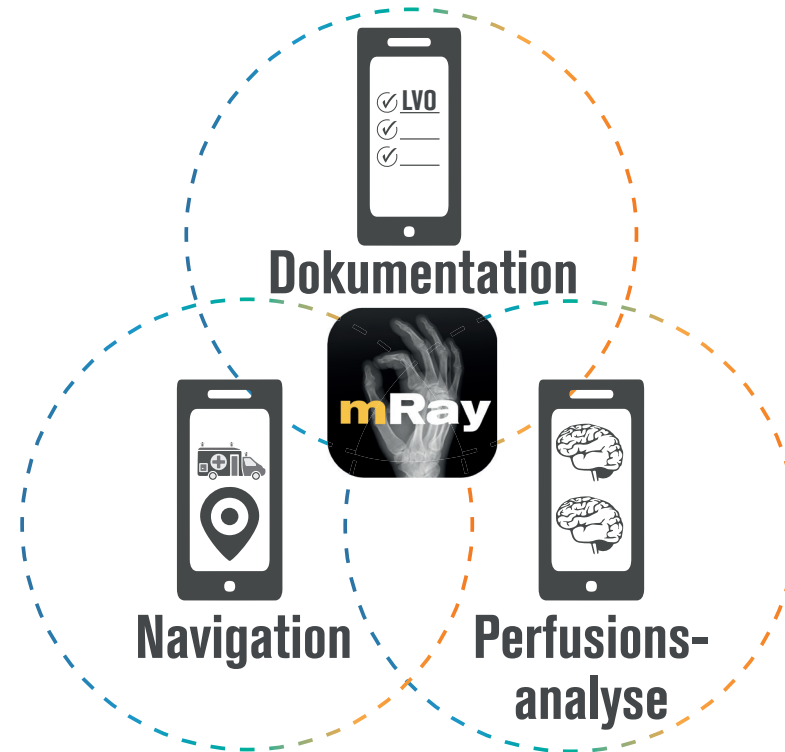 LVO
Dokumentation
mRay
Navigation
Perfusions-
analyse